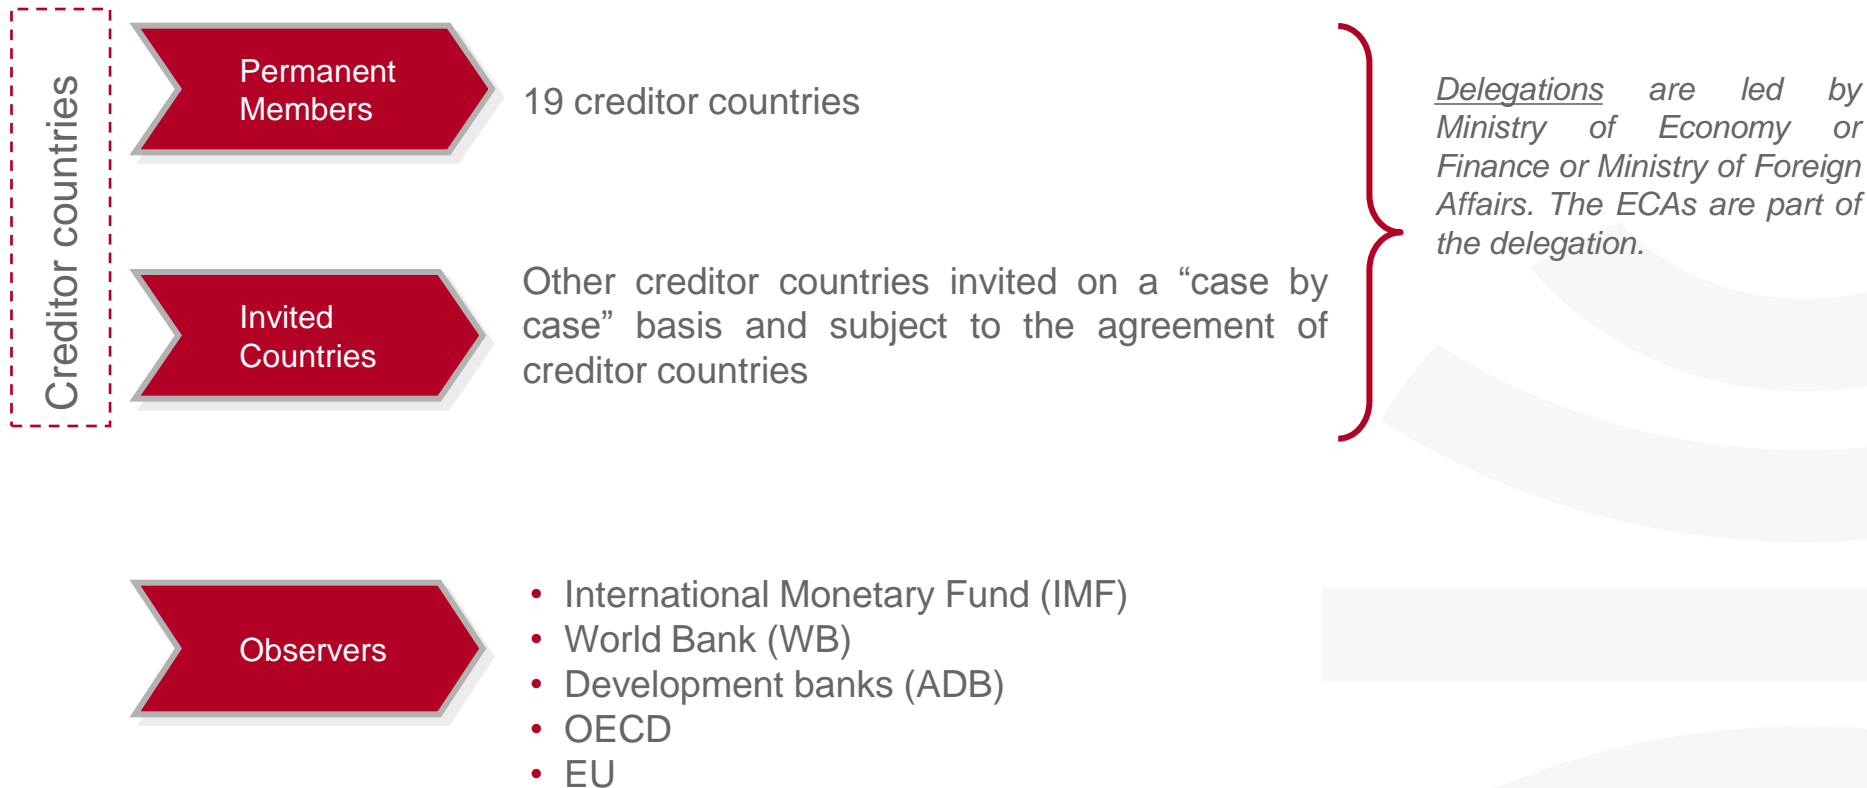 Creditor countries
Permanent
Members
19 creditor countries
Delegations are led by
Ministry of Economy or
Finance or Ministry of Foreign
Affairs. The ECAs are part of
the delegation.
Invited
Countries
Other creditor countries invited on a “case by
case” basis and subject to the agreement of
creditor countries
Observers
• International Monetary Fund (IMF)
• World Bank (WB)
• Development banks (ADB)
• OECD
• EU